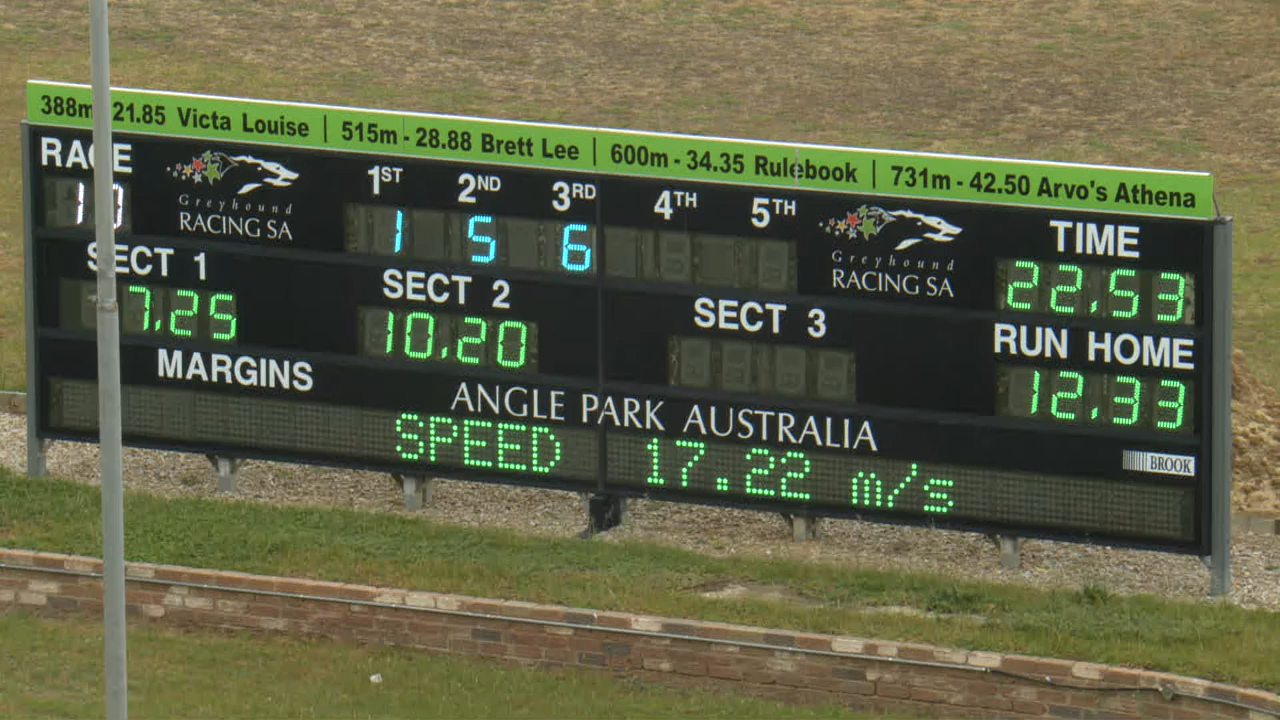 388m 21.85 Victa Louise | 515m - 28.88 Brett Lee | 600m - 34.35 Rulebook | 731m - 42.50 Arvo's Athena
RACE 1ST 2ND 3RD 4TH 5TH TIME
10 Greyhound RACING SA 1 5 6 Greyhound RACING SA 22.53
SECT 1 SECT 2 SECT 3 RUN HOME
7.25 10.20 12.33
MARGINS ANGLE PARK AUSTRALIA
SPEED 17.22 m/s BROOK